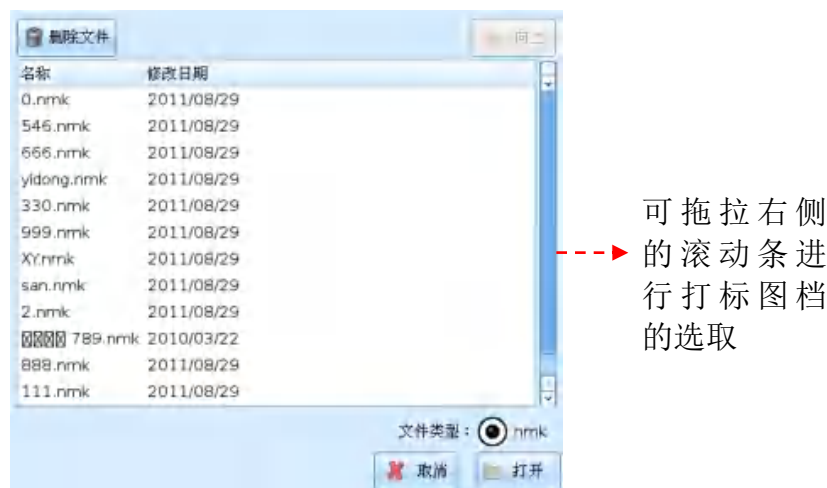 删除文件 向上
名称 修改日期
0.nmk 2011/08/29
546.nmk 2011/08/29
666.nmk 2011/08/29
yidong.nmk 2011/08/29
330.nmk 2011/08/29
999.nmk 2011/08/29
XY.nmk 2011/08/29
san.nmk 2011/08/29
2.nmk 2011/08/29
789.nmk 2010/03/22
888.nmk 2011/08/29
111.nmk 2011/08/29
文件类型： nmk
取消 打开
可拖拉右侧
的滚动条进
行打标图档
的选取